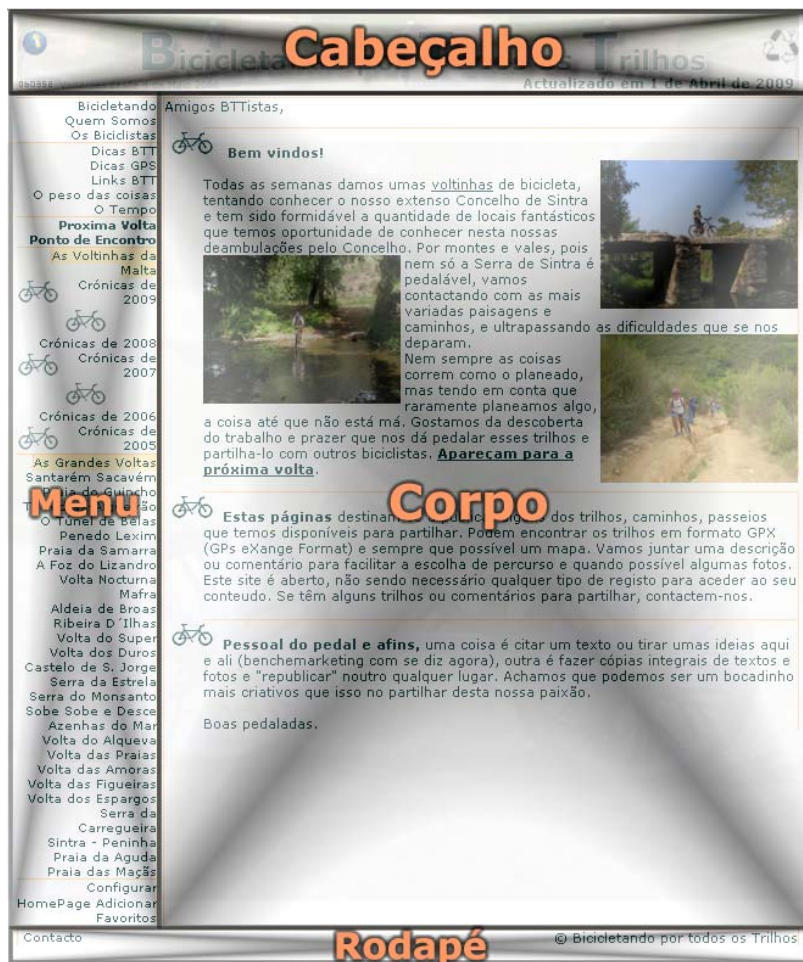 Cabeçalho
Trilhos
Actualizado em 1 de Abril de 2009
Bicicletando
Quem Somos
Os Biciclistas
Dicas BTT
Dicas GPS
Links BTT
O peso das coisas
O Tempo
Proxima Volta
Ponto de Encontro
As Voltinhas da
Malta
Crónicas de
2009
Crónicas de 2008
Crónicas de
2007
Crónicas de 2006
Crónicas de
2005
As Grandes Voltas
Santarém Sacavém
Praia do Guincho
Menu
O Túnel de Belas
Penedo Lexim
Praia da Samarra
A Foz do Lizandro
Volta Nocturna
Mafra
Aldeia de Broas
Ribeira D´Ilhas
Volta do Super
Volta dos Duros
Castelo de S. Jorge
Serra da Estrela
Serra do Monsanto
Sobe Sobe e Desce
Azenhas do Mar
Volta do Alqueva
Volta das Praias
Volta das Amoras
Volta das Figueiras
Volta dos Espargos
Serra da
Carregueira
Sintra - Peninha
Praia da Aguda
Praia das Maçãs
Configurar
HomePage Adicionar
Favoritos
Amigos BTTistas,
Bem vindos!
Todas as semanas damos umas voltinhas de bicicleta,
tentando conhecer o nosso extenso Concelho de Sintra
e tem sido formidável a quantidade de locais fantásticos
que temos oportunidade de conhecer nesta nossas
deambulações pelo Concelho. Por montes e vales, pois
nem só a Serra de Sintra é
pedalável, vamos
contactando com as mais
variadas paisagens e
caminhos, e ultrapassando as dificuldades que se nos
deparam.
Nem sempre as coisas
correm como o planeado,
mas tendo em conta que
raramente planeamos algo,
a coisa até que não está má. Gostamos da descoberta
do trabalho e prazer que nos dá pedalar esses trilhos e
partilha-lo com outros biciclistas. Apareçam para a
próxima volta.
Corpo
Estas páginas dos trilhos, caminhos, passeios
que temos disponíveis para partilhar. Podem encontrar os trilhos em formato GPX
(GPs eXange Format) e sempre que possível um mapa. Vamos juntar uma descrição
ou comentário para facilitar a escolha de percurso e quando possível algumas fotos.
Este site é aberto, não sendo necessário qualquer tipo de registo para aceder ao seu
conteudo. Se têm alguns trilhos ou comentários para partilhar, contactem-nos.
Pessoal do pedal e afins, uma coisa é citar um texto ou tirar umas ideias aqui
e ali (benchemarketing com se diz agora), outra é fazer cópias integrais de textos e
fotos e "republicar" noutro qualquer lugar. Achamos que podemos ser um bocadinho
mais criativos que isso no partilhar desta nossa paixão.
Boas pedaladas.
Contacto
Rodapé
© Bicicletando por todos os Trilhos